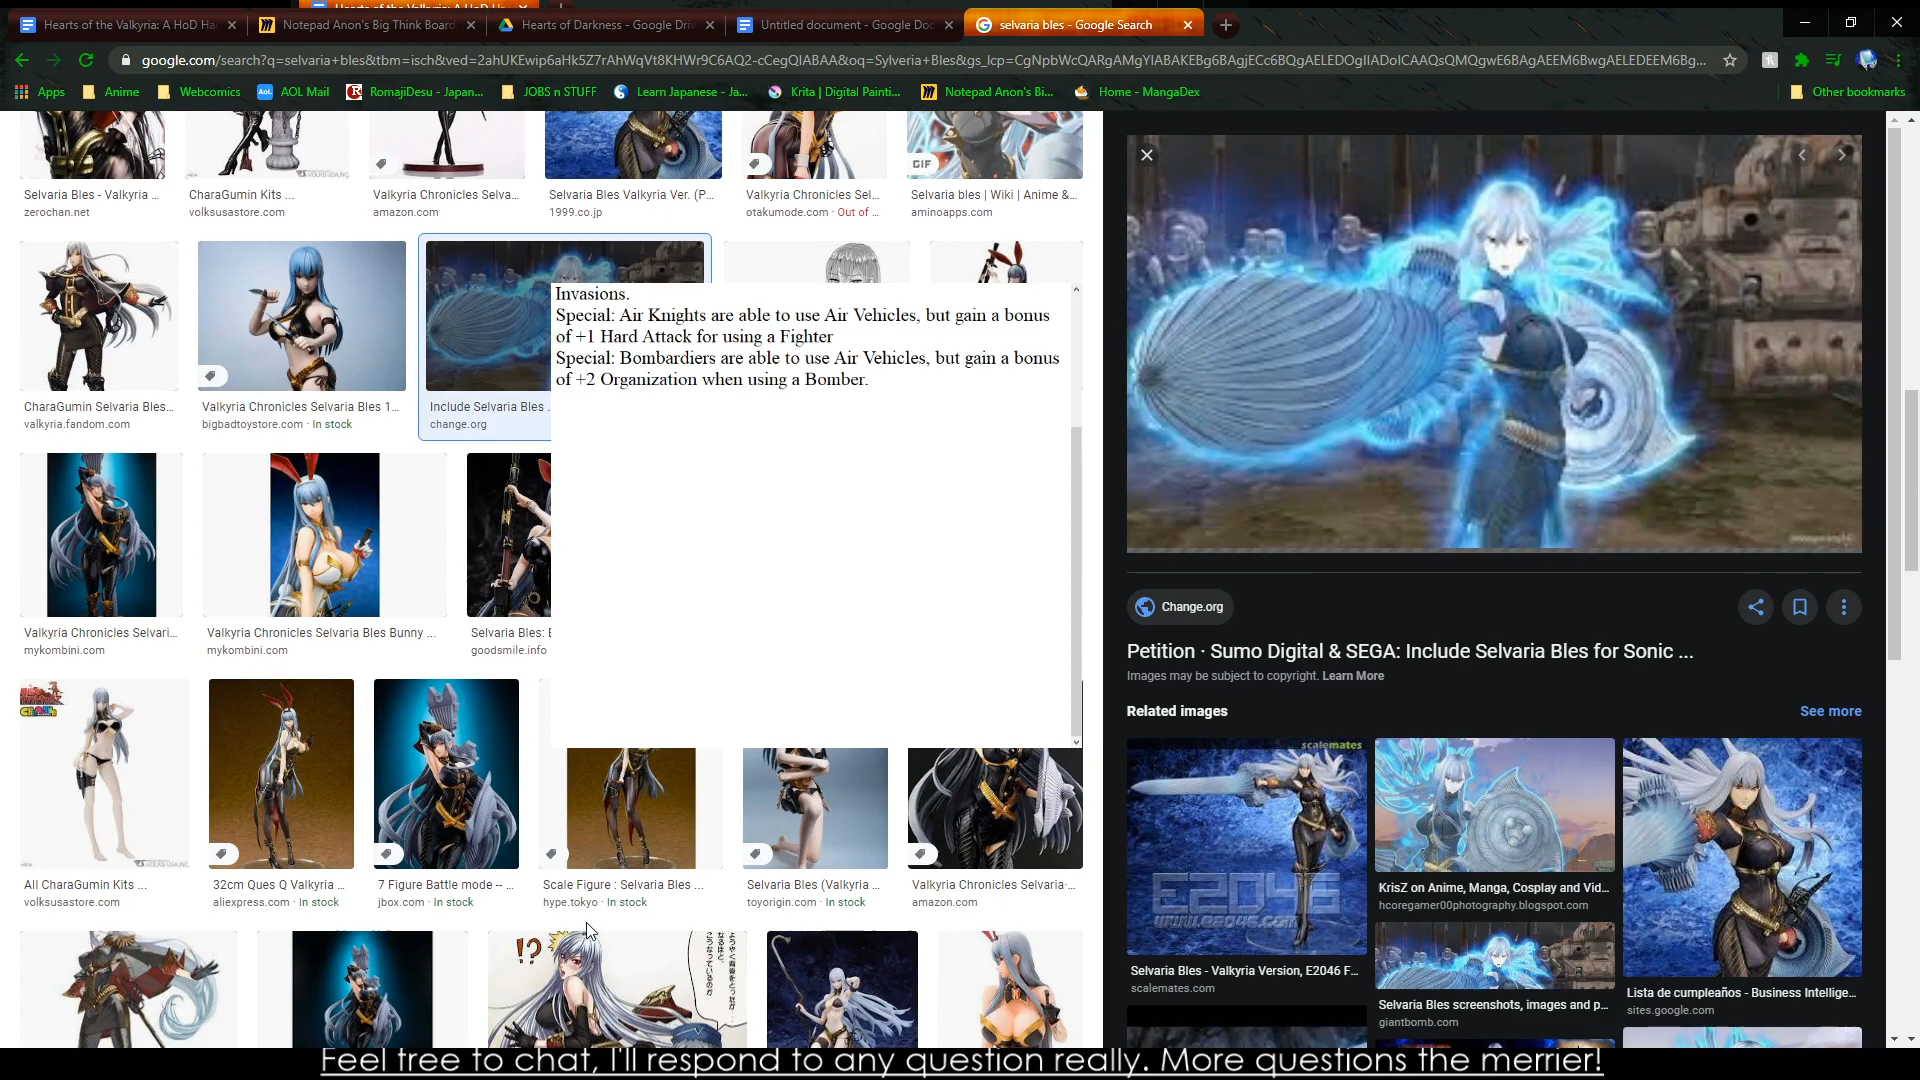 Hearts of the Valkyria: A HoD Ha
Hearts of the Valkyria: A HoD Ha
Notepad Anon's Big Think Board
Hearts of Darkness - Google Driv
Untitled document - Google Doc
selvaria bles - Google Search
google.com/search?q=selvaria+bles&tbm=isch&ved=2ahUKEwip6aHk5Z7rAhWqVt8KHWr9C6AQ2-cCegQIABAA&oq=Sylveria+Bles&gs_lcp=CgNpbWcQARgAMgYIABAKEBg6BAgjECc6BQgAELEDOgIIADoICAAQsQMQgwE6BAgAEEM6BwgAELEDEEM6Bg...
Apps
Anime
Webcomics
AOL Mail
RomajiDesu - Japan...
JOBS n STUFF
Learn Japanese - Ja...
Krita | Digital Painti...
Notepad Anon's Bi...
Home - MangaDex
Other bookmarks
GIF
Selvaria Bles - Valkyria ...
zerochan.net
CharaGumin Kits ...
volksusastore.com
Valkyria Chronicles Selva...
amazon.com
Selvaria Bles Valkyria Ver. (P...
1999.co.jp
Valkyria Chronicles Sel...
otakumode.com · Out of ...
Selvaria bles | Wiki | Anime &...
aminoapps.com
Invasions.
Special: Air Knights are able to use Air Vehicles, but gain a bonus
of +1 Hard Attack for using a Fighter
Special: Bombardiers are able to use Air Vehicles, but gain a bonus
of +2 Organization when using a Bomber.
CharaGumin Selvaria Bles...
valkyria.fandom.com
Valkyria Chronicles Selvaria Bles 1...
bigbadtoystore.com · In stock
Include Selvaria Bles
change.org
Valkyria Chronicles Selvari...
mykombini.com
Valkyria Chronicles Selvaria Bles Bunny ...
mykombini.com
Selvaria Bles:
goodsmile.info
All CharaGumin Kits ...
volksusastore.com
32cm Ques Q Valkyria ...
aliexpress.com · In stock
7 Figure Battle mode -- ...
jbox.com · In stock
Scale Figure : Selvaria Bles ...
hype.tokyo · In stock
Selvaria Bles (Valkyria ...
toyorigin.com · In stock
Valkyria Chronicles Selvaria-...
amazon.com
!?
Change.org
Petition · Sumo Digital & SEGA: Include Selvaria Bles for Sonic ...
Images may be subject to copyright. Learn More
Related images
See more
scalemates
E2046
WWW.E2046.COM
Selvaria Bles - Valkyria Version, E2046 F...
scalemates.com
KrisZ on Anime, Manga, Cosplay and Vid...
hcoregamer00photography.blogspot.com
Selvaria Bles screenshots, images and p...
giantbomb.com
Lista de cumpleaños - Business Intellige...
sites.google.com
Feel free to chat, I'll respond to any question really. More questions the merrier!